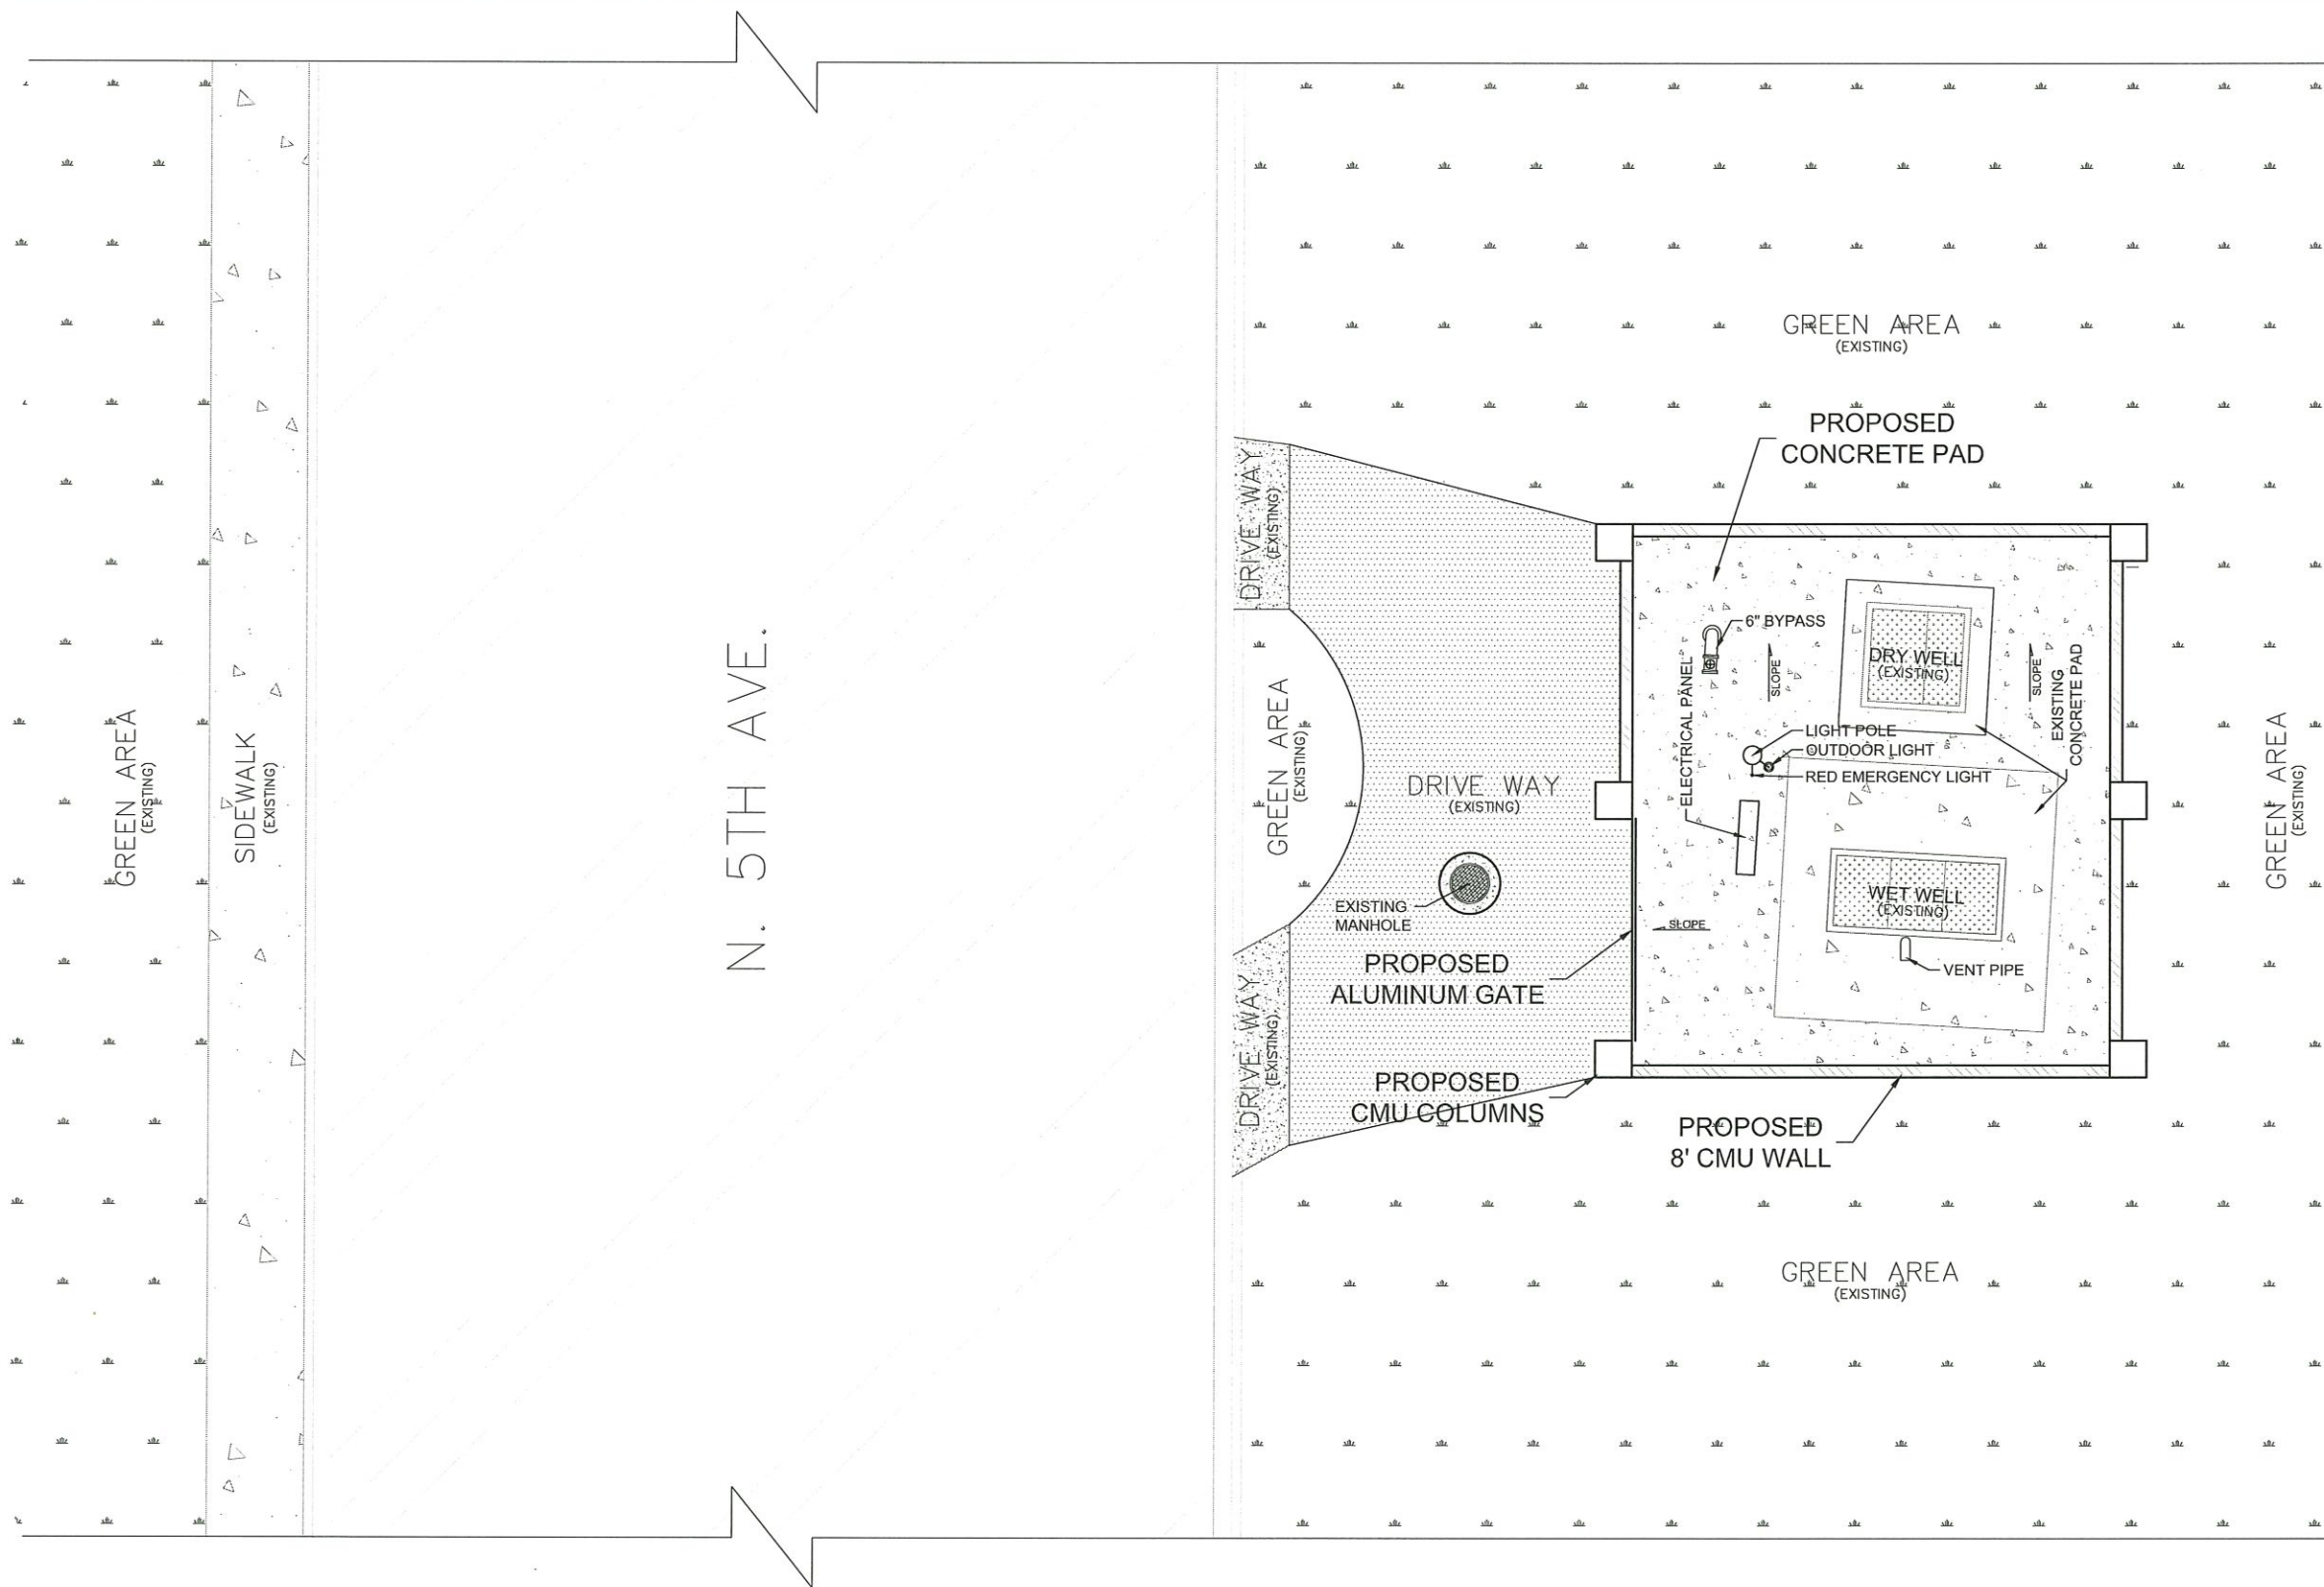 GREEN AREA
(EXISTING)
SIDEWALK
(EXISTING)
N. 5TH AVE.
GREEN AREA
(EXISTING)
PROPOSED
CONCRETE PAD
DRIVE WAY
(EXISTING)
GREEN AREA
(EXISTING)
DRIVE WAY
(EXISTING)
DRIVE WAY
(EXISTING)
EXISTING
MANHOLE
PROPOSED
ALUMINUM GATE
PROPOSED
CMU COLUMNS
PROPOSED
8' CMU WALL
6" BYPASS
ELECTRICAL PANEL
SLOPE
DRY WELL
(EXISTING)
SLOPE
EXISTING
CONCRETE PAD
LIGHT POLE
OUTDOOR LIGHT
RED EMERGENCY LIGHT
WET WELL
(EXISTING)
SLOPE
VENT PIPE
GREEN AREA
(EXISTING)
GREEN AREA
(EXISTING)